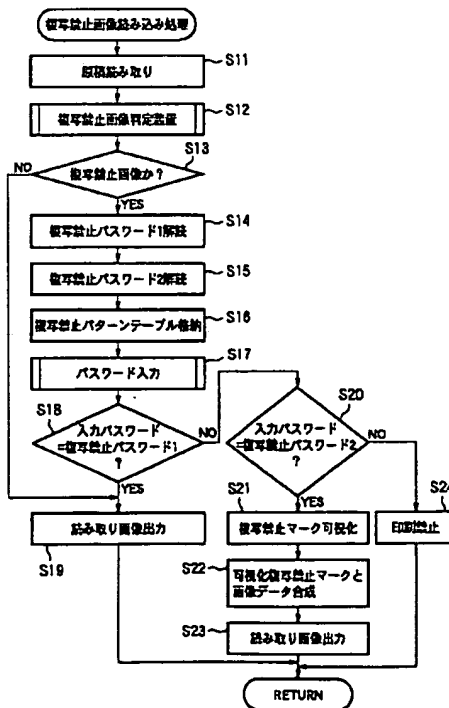 複写禁止画像読み込み処理
原稿読み取り
S11
複写禁止画像判定処理
S12
S13
NO
複写禁止画像か？
YES
複写禁止パスワード1解読
S14
複写禁止パスワード2解読
S15
複写禁止パターンテーブル格納
S16
パスワード入力
S17
S18
入力パスワード
=複写禁止パスワード1
？
NO
YES
S20
入力パスワード
=複写禁止パスワード2
？
NO
YES
読み取り画像出力
S19
S21
複写禁止マーク可視化
S24
印刷禁止
S22
可視化複写禁止マークと
画像データ合成
S23
読み取り画像出力
RETURN